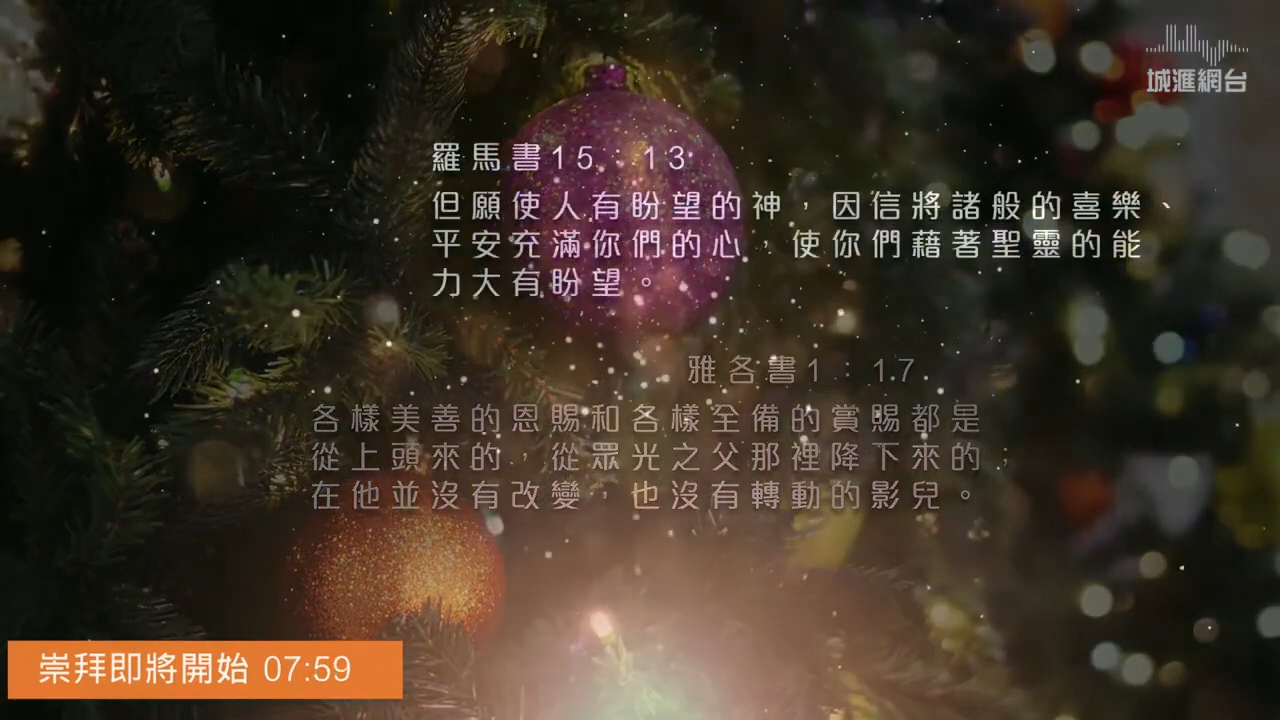 城滙網台
羅馬書15：13
但願使人有盼望的神，因信將諸般的喜樂、
平安充滿你們的心，使你們藉著聖靈的能
力大有盼望。
雅各書1：17
各樣美善的恩賜和各樣全備的賞賜都是
從上頭來的，從眾光之父那裡降下來的；
在他並沒有改變，也沒有轉動的影兒。
崇拜即將開始 07:59